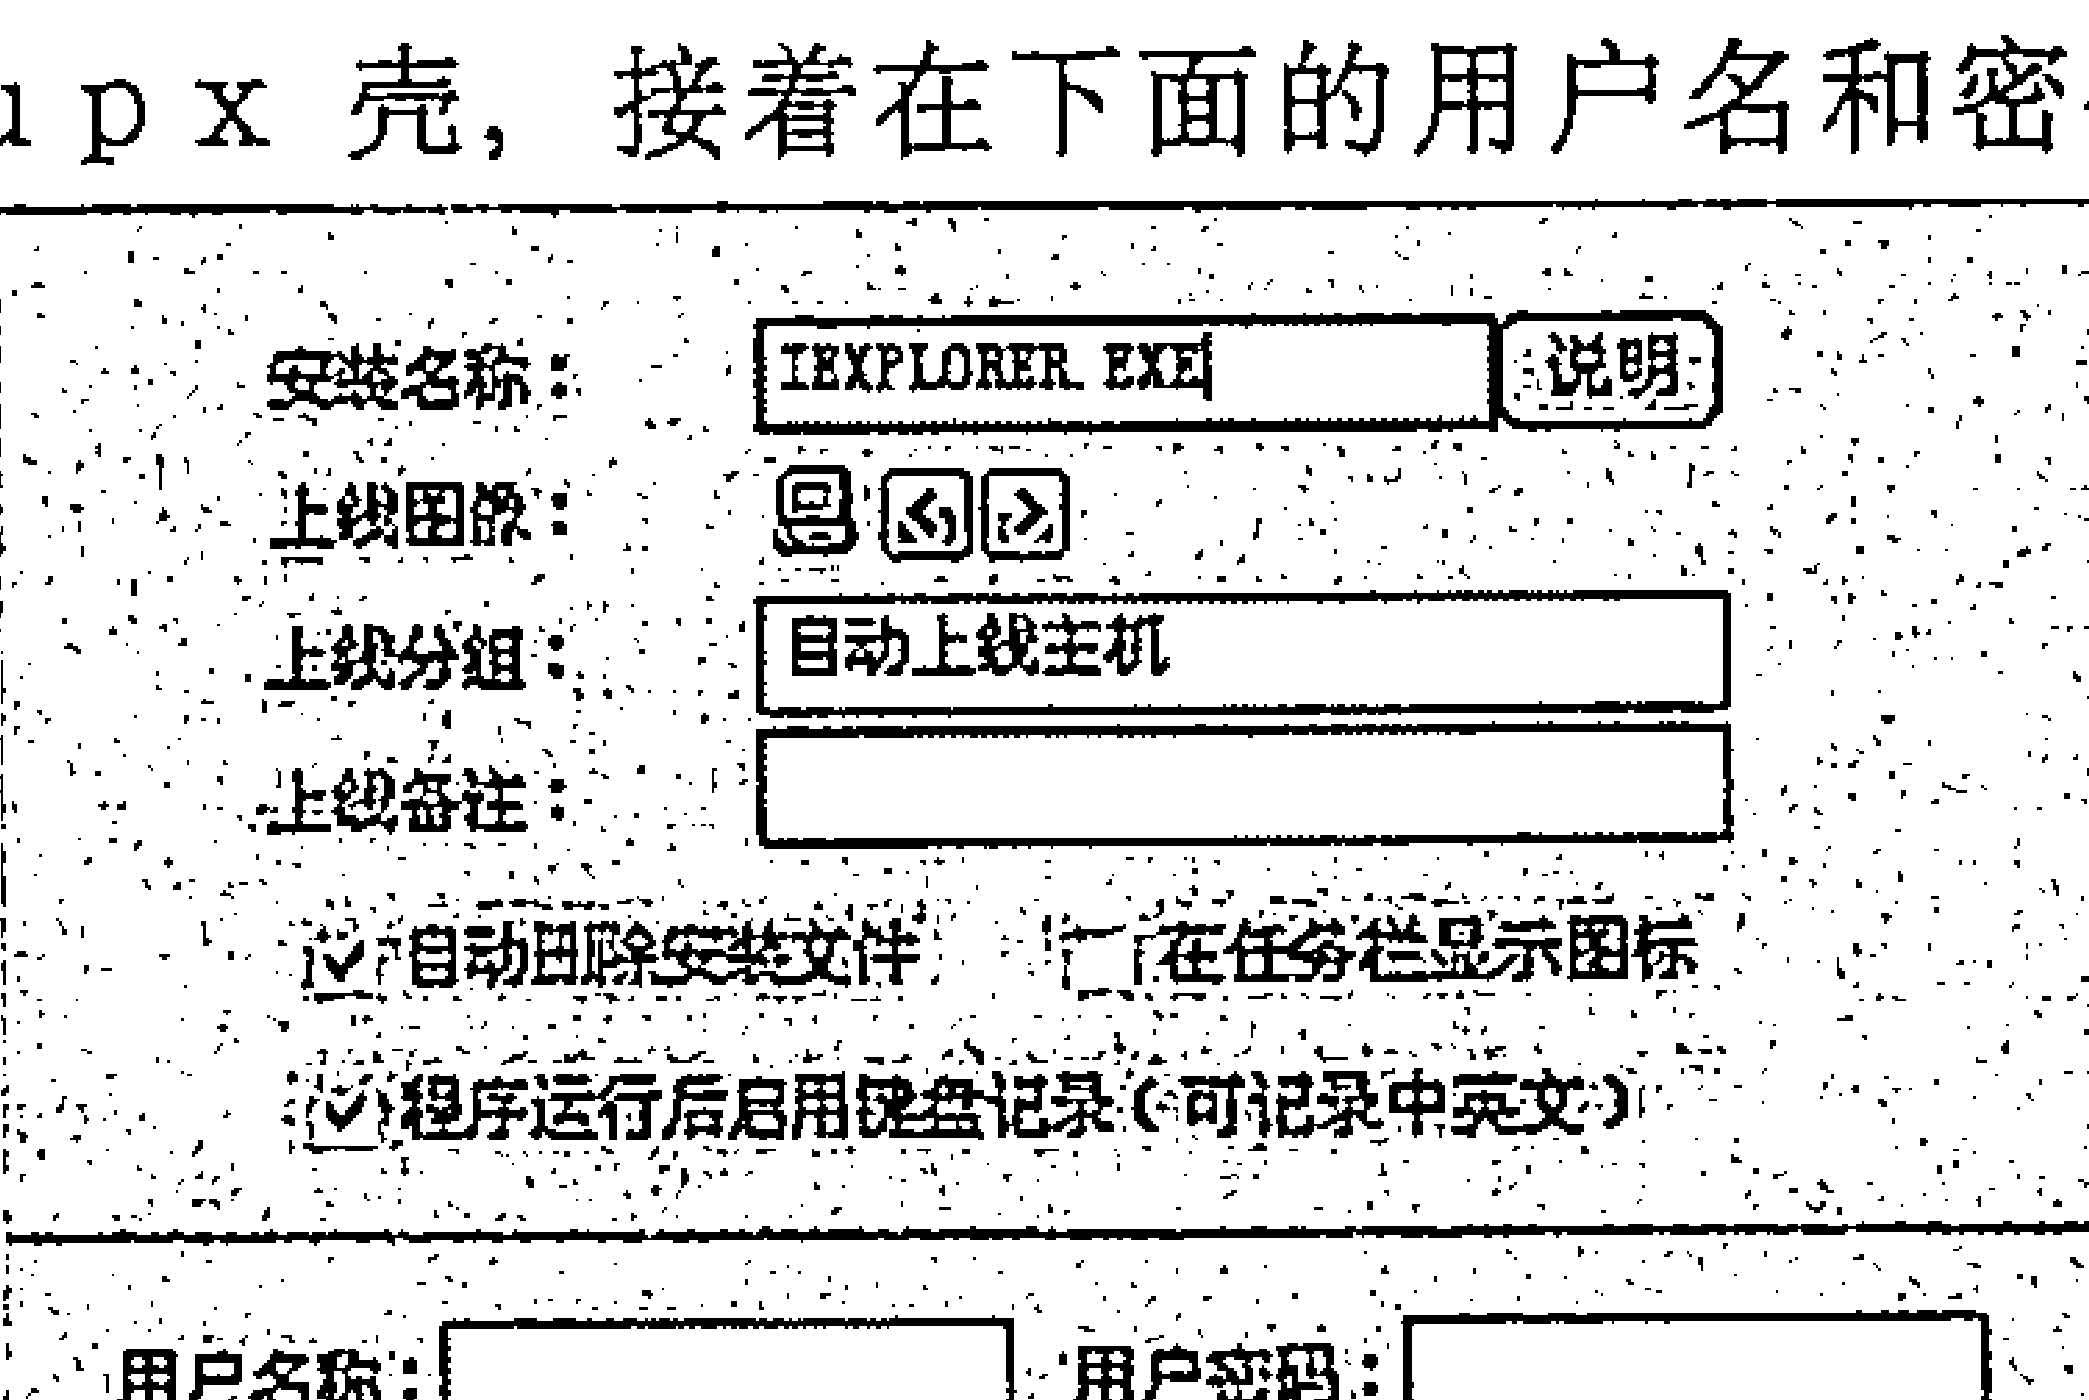 upx 壳, 接着在下面的用户名和密
安装名称: IEXPLORER.EXE 说明
上线图像:
上线分组: 自动上线主机
上线备注:
自动删除安装文件 在任务栏显示图标
程序运行后启用键盘记录(可记录中英文)
用户名称: 用户密码: